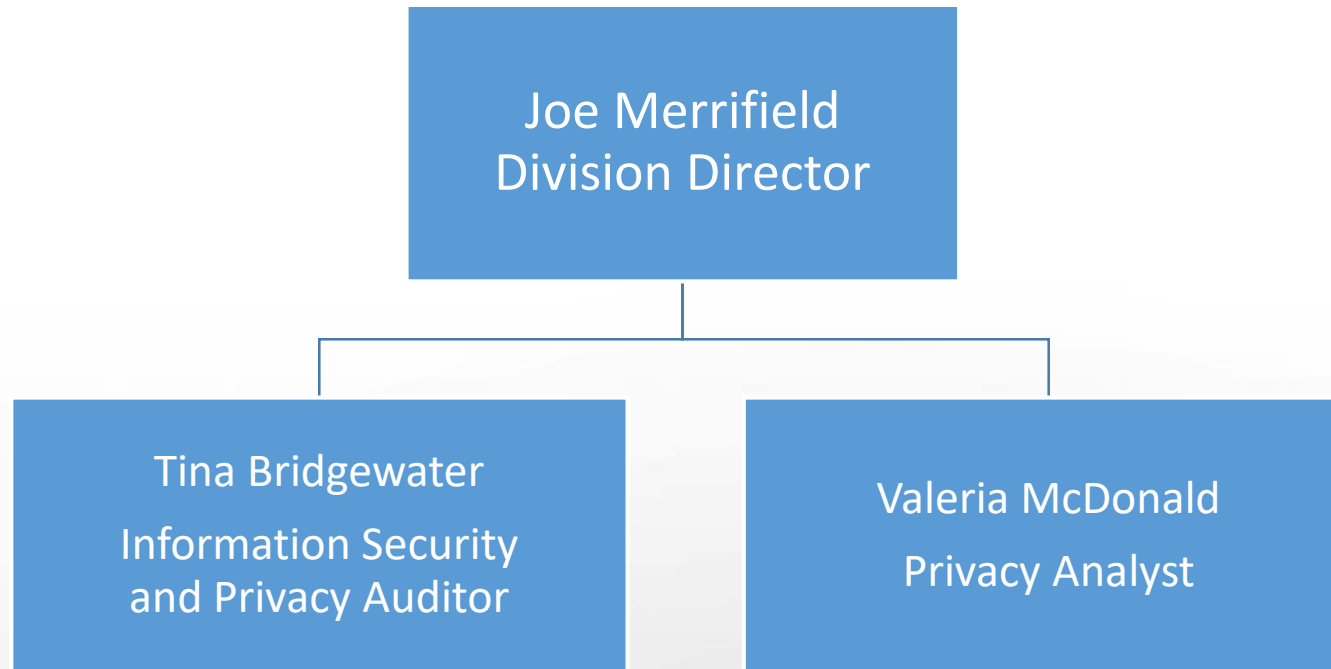 Joe Merrifield
Division Director
Tina Bridgewater
Information Security
and Privacy Auditor
Valeria McDonald
Privacy Analyst